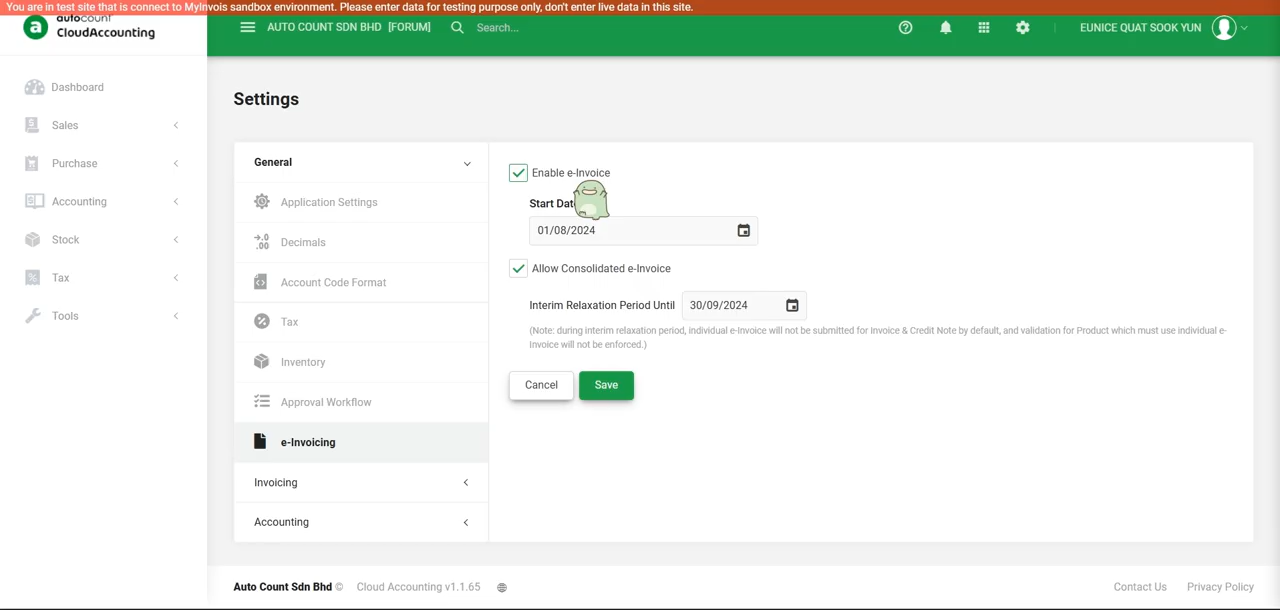 You are in test site that is connect to MyInvois sandbox environment. Please enter data for testing purpose only, don't enter live data in this site.
autocount
CloudAccounting
AUTO COUNT SDN BHD [FORUM]
Search...
EUNICE QUAT SOOK YUN
Dashboard
Sales
Purchase
Accounting
Stock
Tax
Tools
Settings
General
Application Settings
Decimals
Account Code Format
Tax
Inventory
Approval Workflow
e-Invoicing
Invoicing
Accounting
Enable e-Invoice
Start Dat
01/08/2024
Allow Consolidated e-Invoice
Interim Relaxation Period Until 30/09/2024
(Note: during interim relaxation period, individual e-Invoice will not be submitted for Invoice & Credit Note by default, and validation for Product which must use individual e-
Invoice will not be enforced.)
Cancel Save
Auto Count Sdn Bhd © Cloud Accounting v1.1.65
Contact Us Privacy Policy